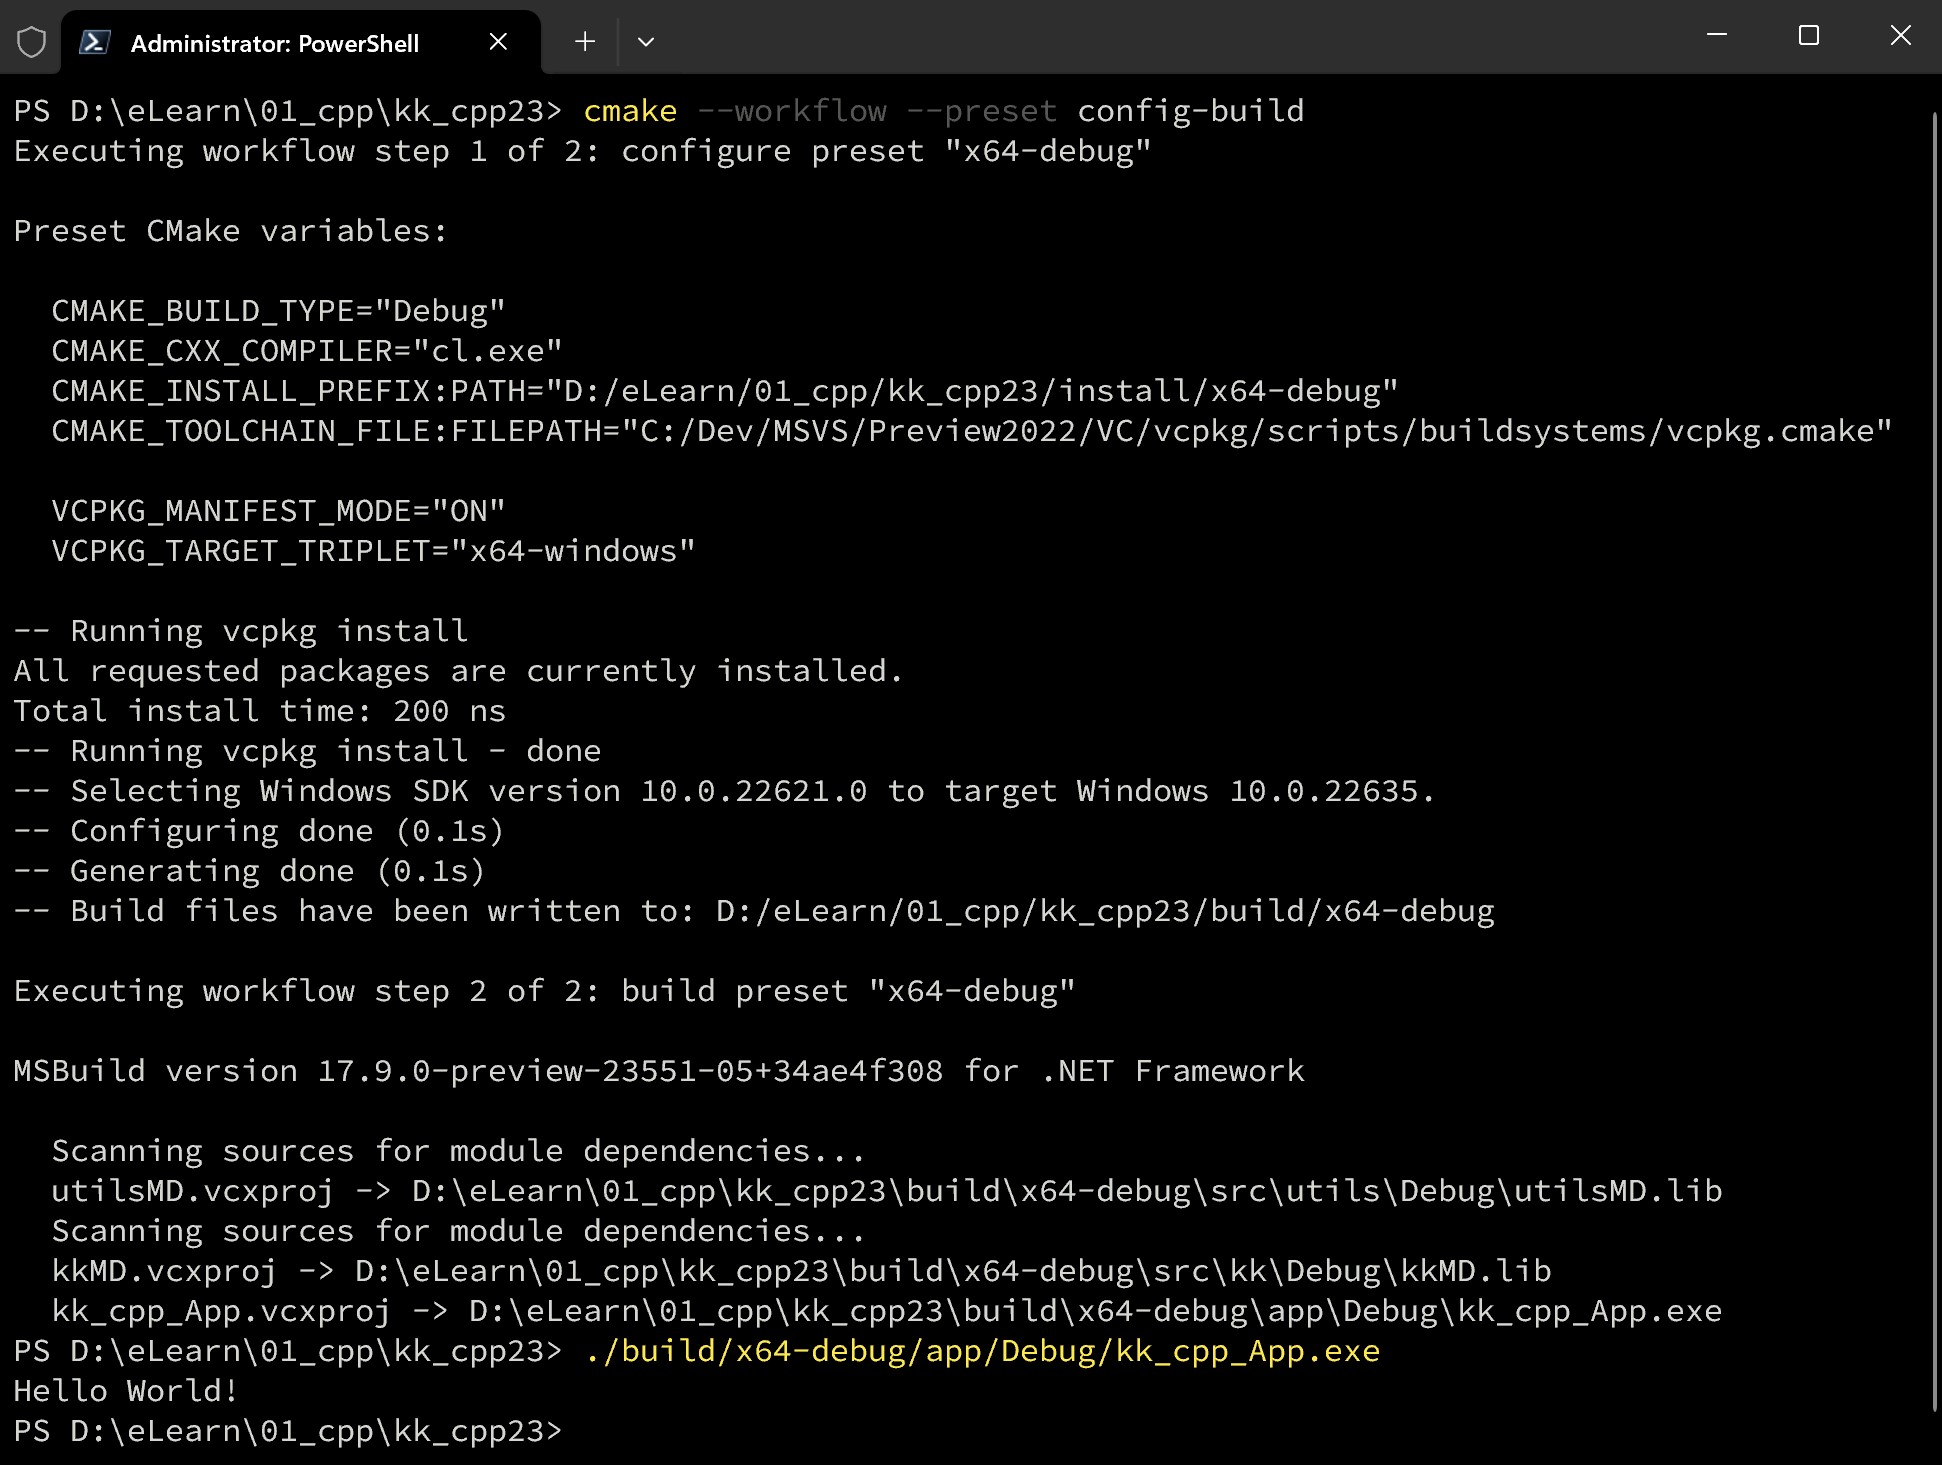 Administrator: PowerShell
PS D:\eLearn\01_cpp\kk_cpp23> cmake --workflow --preset config-build
Executing workflow step 1 of 2: configure preset "x64-debug"
Preset CMake variables:
CMAKE_BUILD_TYPE="Debug"
CMAKE_CXX_COMPILER="cl.exe"
CMAKE_INSTALL_PREFIX:PATH="D:/eLearn/01_cpp/kk_cpp23/install/x64-debug"
CMAKE_TOOLCHAIN_FILE:FILEPATH="C:/Dev/MSVS/Preview2022/VC/vcpkg/scripts/buildsystems/vcpkg.cmake"
VCPKG_MANIFEST_MODE="ON"
VCPKG_TARGET_TRIPLET="x64-windows"
-- Running vcpkg install
All requested packages are currently installed.
Total install time: 200 ns
-- Running vcpkg install - done
-- Selecting Windows SDK version 10.0.22621.0 to target Windows 10.0.22635.
-- Configuring done (0.1s)
-- Generating done (0.1s)
-- Build files have been written to: D:/eLearn/01_cpp/kk_cpp23/build/x64-debug
Executing workflow step 2 of 2: build preset "x64-debug"
MSBuild version 17.9.0-preview-23551-05+34ae4f308 for .NET Framework
Scanning sources for module dependencies...
utilsMD.vcxproj -> D:\eLearn\01_cpp\kk_cpp23\build\x64-debug\src\utils\Debug\utilsMD.lib
Scanning sources for module dependencies...
kkMD.vcxproj -> D:\eLearn\01_cpp\kk_cpp23\build\x64-debug\src\kk\Debug\kkMD.lib
kk_cpp_App.vcxproj -> D:\eLearn\01_cpp\kk_cpp23\build\x64-debug\app\Debug\kk_cpp_App.exe
PS D:\eLearn\01_cpp\kk_cpp23> ./build/x64-debug/app/Debug/kk_cpp_App.exe
Hello World!
PS D:\eLearn\01_cpp\kk_cpp23>